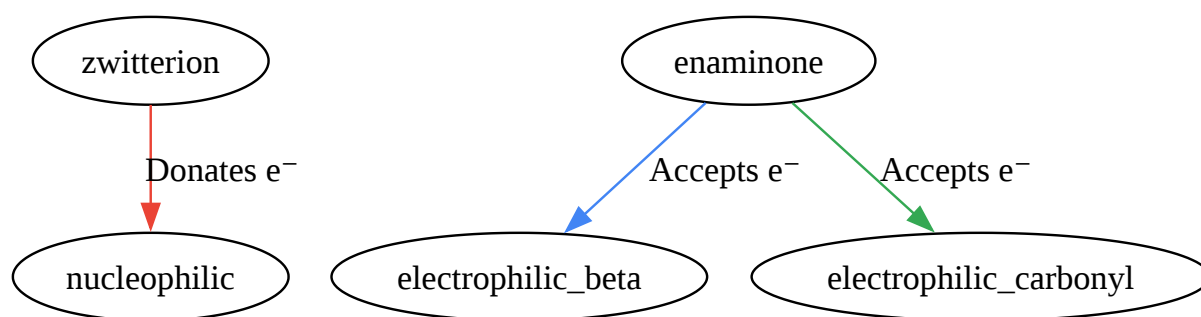 zwitterion
enaminone
Donates e⁻
Accepts e⁻
Accepts e⁻
nucleophilic
electrophilic_beta
electrophilic_carbonyl